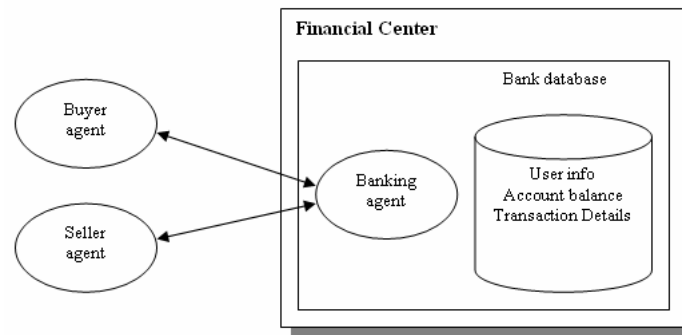 Financial Center
Bank database
Buyer
agent
Banking
agent
User info
Account balance
Transaction Details
Seller
agent